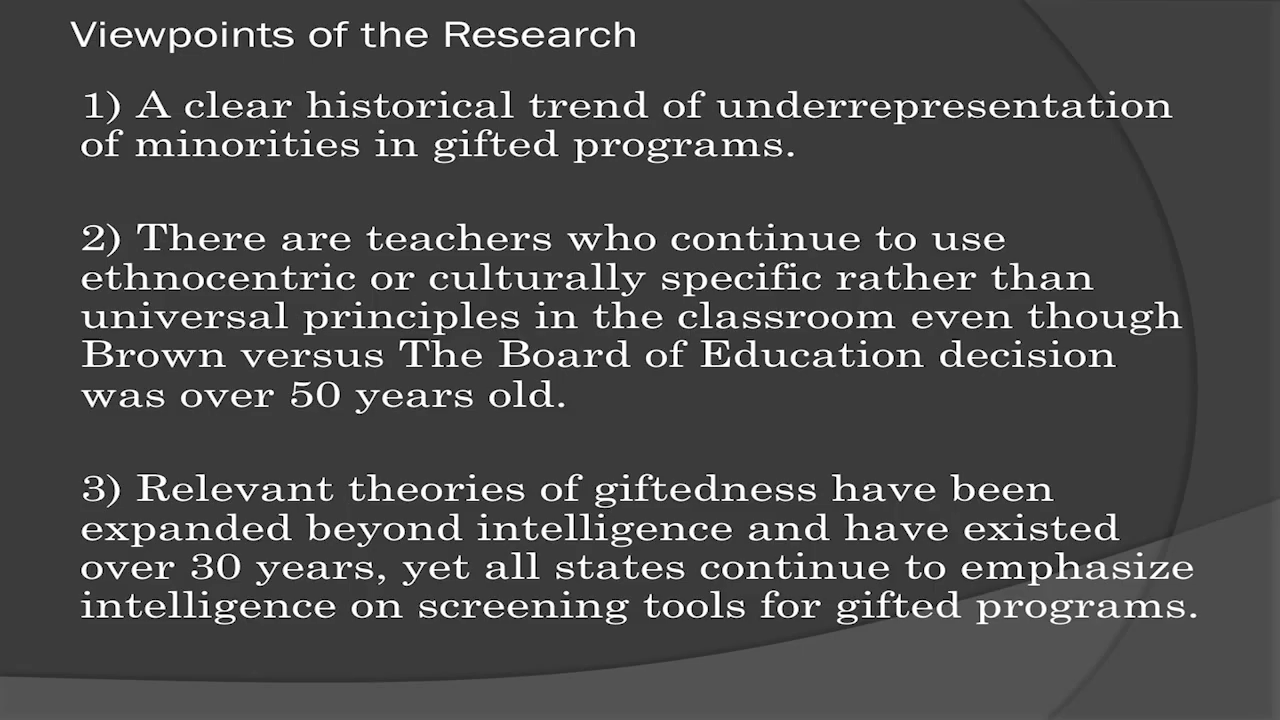 Viewpoints of the Research
1) A clear historical trend of underrepresentation
of minorities in gifted programs.
2) There are teachers who continue to use
ethnocentric or culturally specific rather than
universal principles in the classroom even though
Brown versus The Board of Education decision
was over 50 years old.
3) Relevant theories of giftedness have been
expanded beyond intelligence and have existed
over 30 years, yet all states continue to emphasize
intelligence on screening tools for gifted programs.